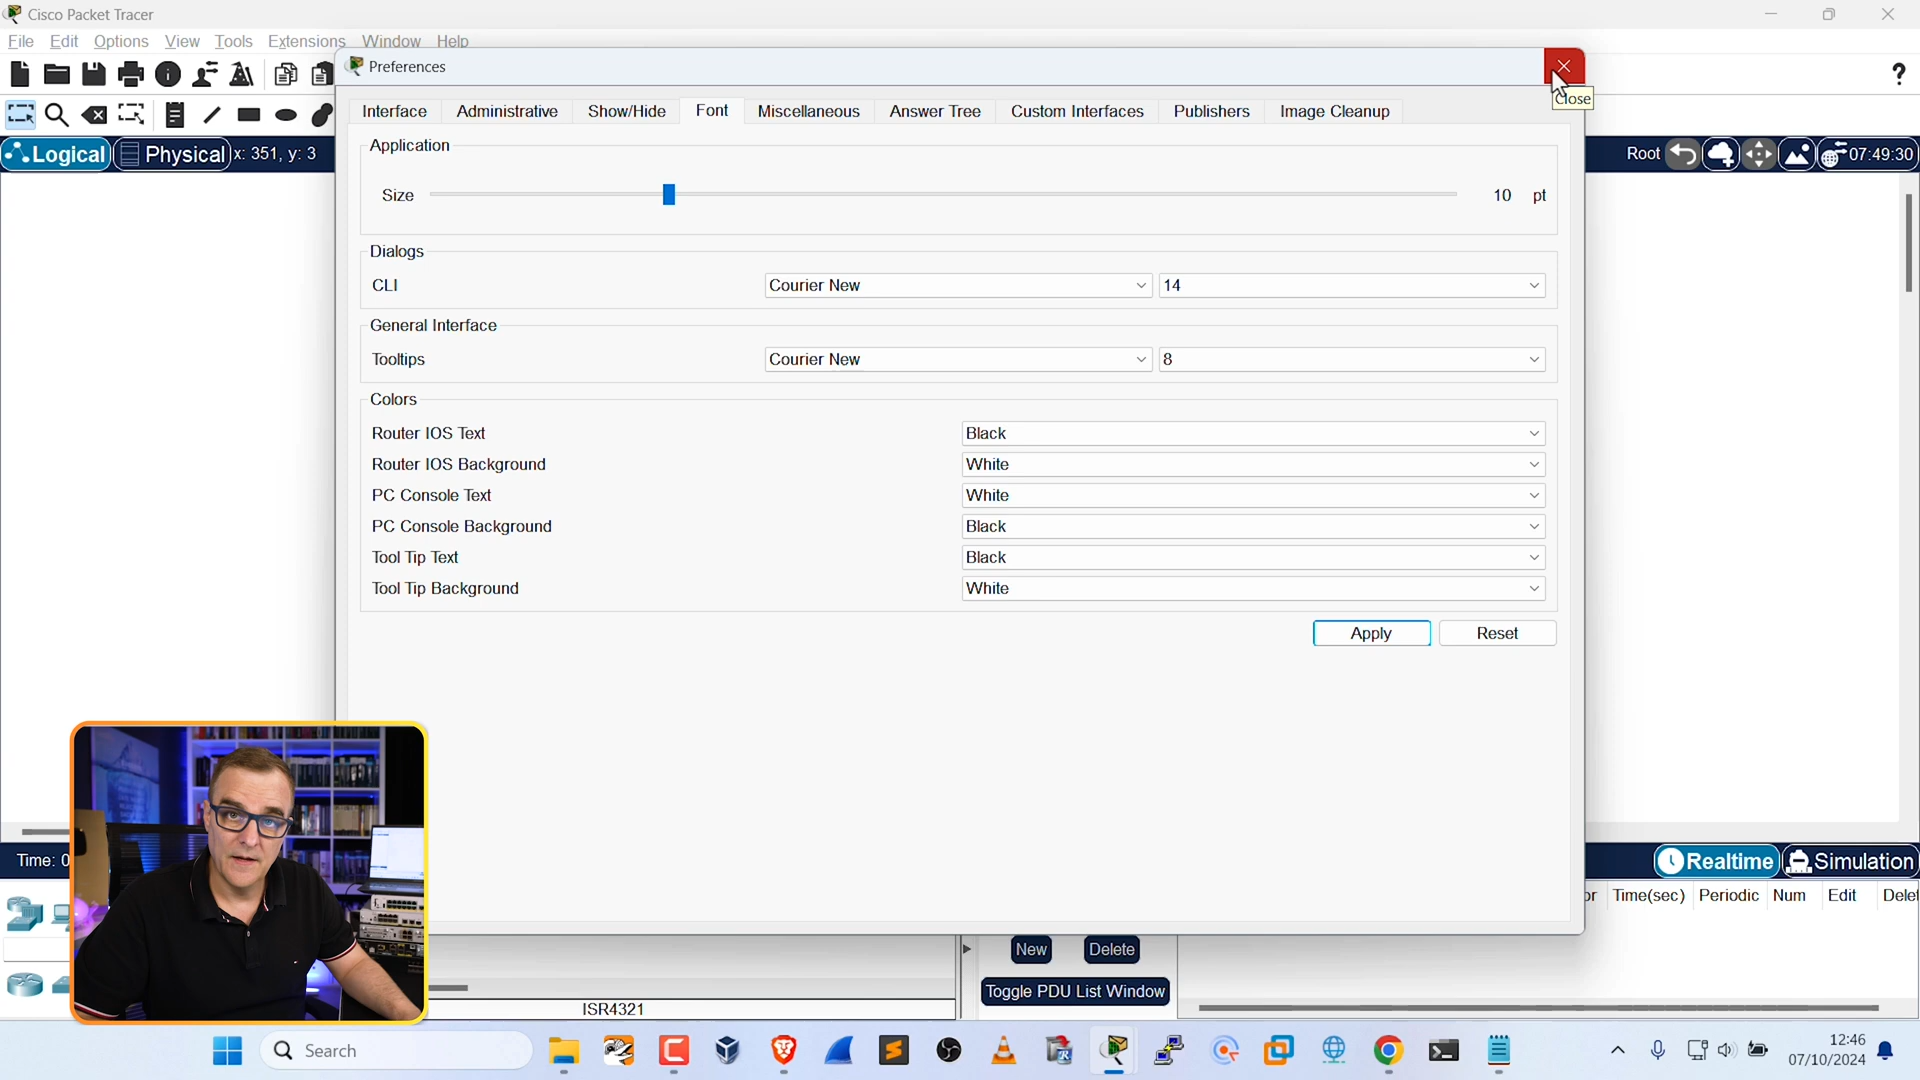 Cisco Packet Tracer
File Edit Options View Tools Extensions Window Help
Preferences
Close
Interface Administrative Show/Hide Font Miscellaneous Answer Tree Custom Interfaces Publishers Image Cleanup
Logical Physical x: 351, y: 3
Root 07:49:30
Application
Size 10 pt
Dialogs
CLI Courier New 14
General Interface
Tooltips Courier New 8
Colors
Router IOS Text Black
Router IOS Background White
PC Console Text White
PC Console Background Black
Tool Tip Text Black
Tool Tip Background White
Apply Reset
Time: 0
Realtime Simulation
Time(sec) Periodic Num Edit
New Delete
Toggle PDU List Window
ISR4321
Search
12:46
07/10/2024